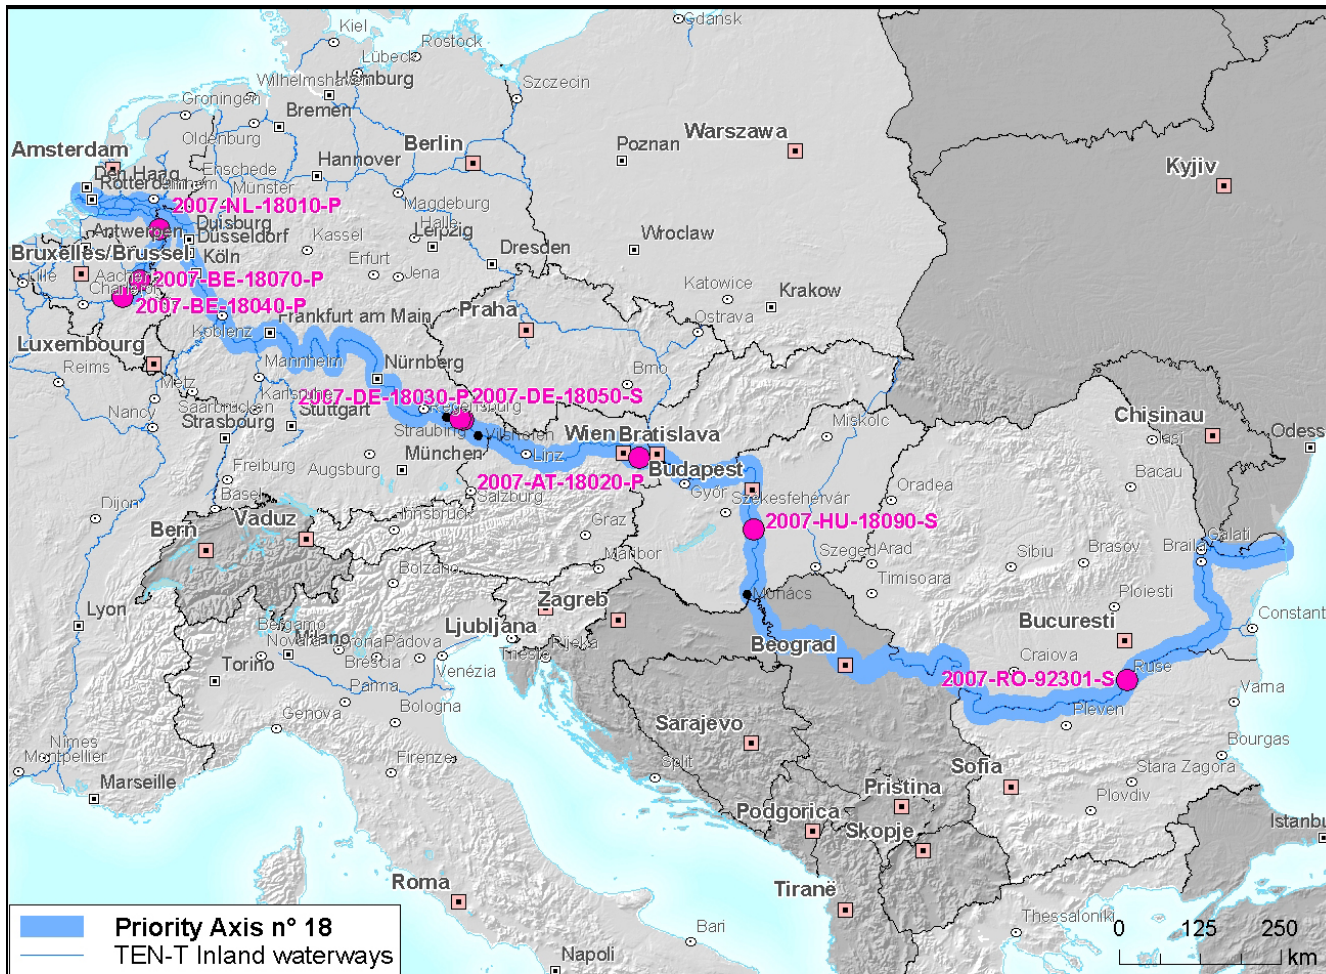 Gdansk
Kiel
Rostock
Lübeck
Wilhelmshaven
Hamburg
Szczecin
Groningen
Bremen
Oldenburg
Amsterdam
Berlin
Poznan
Warszawa
Hannover
Enschede
Den Haag
Rotterdam
Münster
Magdeburg
Kyjiv
2007-NL-18010-P
Duisburg
Antwerpen
Düsseldorf
Kassel
Halle
Leipzig
Dresden
Wroclaw
Bruxelles/Brussel
Köln
Erfurt
Jena
Lille
2007-BE-18070-P
Katowice
Krakow
2007-BE-18040-P
Praha
Ostrava
Frankfurt am Main
Koblenz
Luxembourg
Mannheim
Nürnberg
Reims
Metz
Karlsruhe
Brno
Saarbrucken
2007-DE-18030-P
2007-DE-18050-S
Nancy
Stuttgart
Regensburg
Strasbourg
Straubing
Vilshofen
Wien
Bratislava
Miskolc
Chisinau
Iasi
Odess
München
Linz
Budapest
Freiburg
Augsburg
2007-AT-18020-P
Bacau
Basel
Salzburg
Györ
Székesfehérvár
Oradea
Dijon
Vaduz
Innsbruck
Graz
2007-HU-18090-S
Bern
Maribor
Szeged
Arad
Sibiu
Brasov
Braila
Galati
Bolzano
Timisoara
Mohács
Zagreb
Ploiesti
Lyon
Ljubljana
Bergamo
Novara
Milano
Verona
Pádova
Rijeka
Trieste
Bucuresti
Constant
Torino
Brescia
Venézia
Beograd
Craiova
Ruse
2007-RO-92301-S
Parma
Varna
Genova
Bologna
Pleven
Sarajevo
Nimes
Montpellier
Firenze
Split
Sofia
Bourgas
Stara Zagora
Marseille
Pristina
Plovdiv
Podgorica
Skopje
Istanbu
Roma
Tiranë
Bari
Thessaloniki
Napoli
Priority Axis n° 18
TEN-T Inland waterways
0 125 250
km